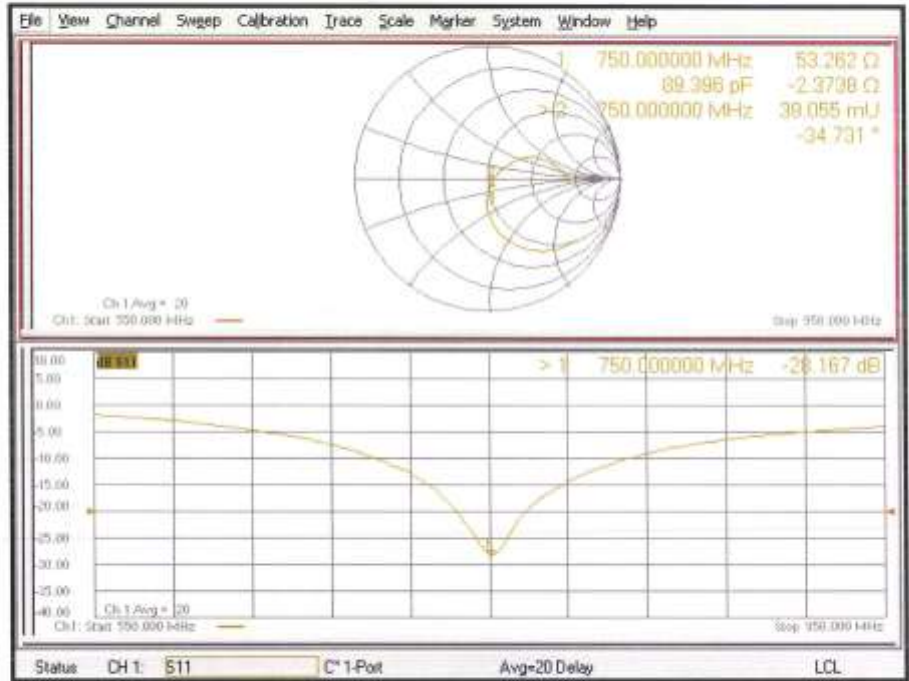 File View Channel Sweep Calibration Trace Scale Marker System Window Help
1 750.000000 MHz 53.262 Ω
89.396 pF -2.3738 Ω
> 2 750.000000 MHz 39.055 mU
-34.731 °
Ch 1 Avg = 20
Ch1: Start 550.000 MHz
Stop 950.000 MHz
10.00
dB S11
> 1 750.000000 MHz -28.167 dB
5.00
0.00
-5.00
-10.00
-15.00
-20.00
-25.00
-30.00
-35.00
-40.00
1
Ch 1 Avg = 20
Ch1: Start 550.000 MHz
Stop 950.000 MHz
Status CH 1: S11 C* 1-Port Avg=20 Delay LCL